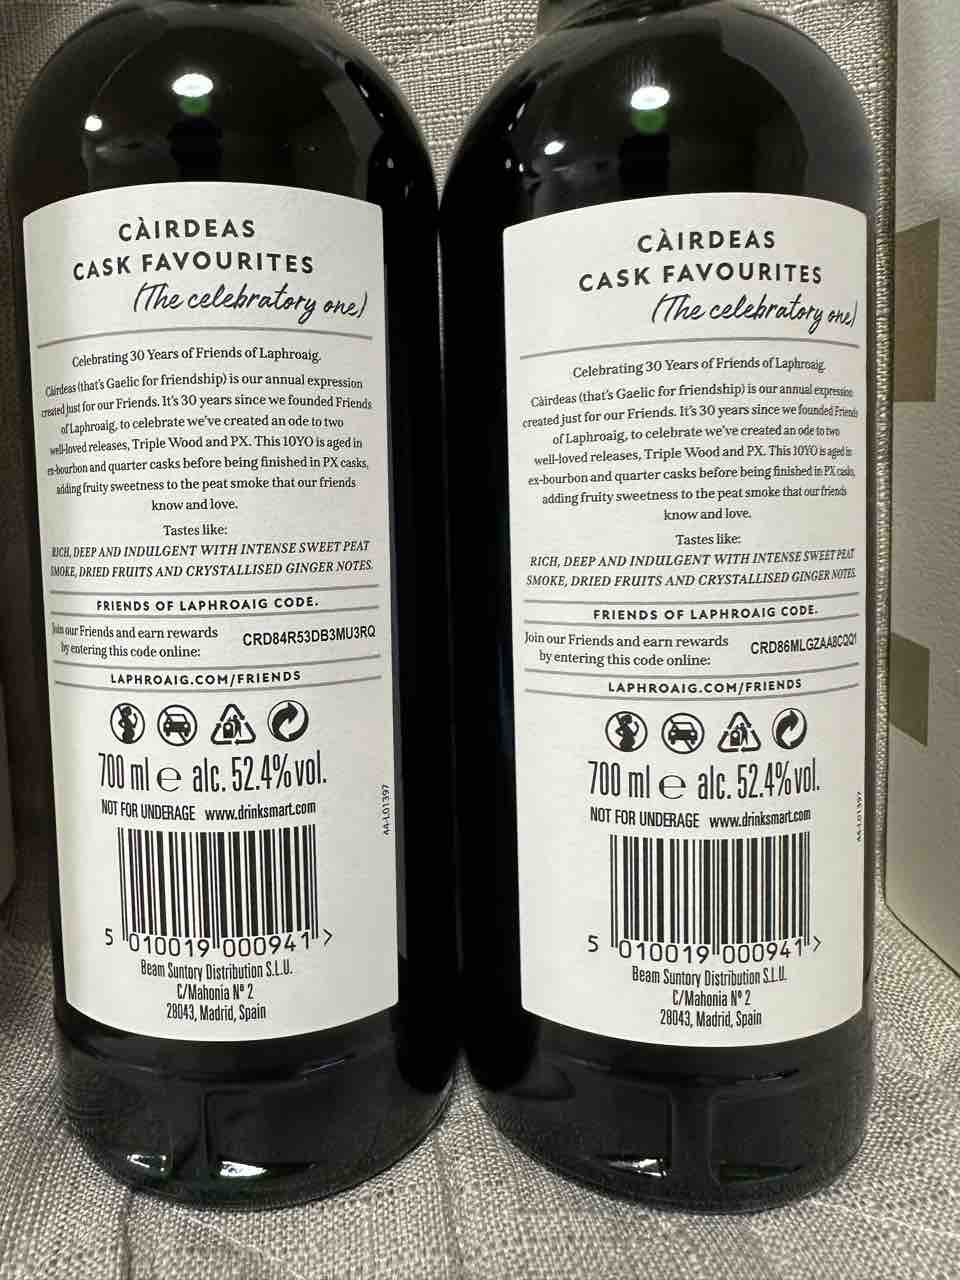 CÀIRDEAS
CASK FAVOURITES
(The celebratory one)
Celebrating 30 Years of Friends of Laphroaig.
Càirdeas (that's Gaelic for friendship) is our annual expression
created just for our Friends. It's 30 years since we founded Friends
of Laphroaig, to celebrate we've created an ode to two
well-loved releases, Triple Wood and PX. This 10YO is aged in
ex-bourbon and quarter casks before being finished in PX casks,
adding fruity sweetness to the peat smoke that our friends
know and love.
Tastes like:
RICH, DEEP AND INDULGENT WITH INTENSE SWEET PEAT
SMOKE, DRIED FRUITS AND CRYSTALLISED GINGER NOTES.
FRIENDS OF LAPHROAIG CODE.
Join our Friends and earn rewards
by entering this code online:
CRD84R53DB3MU3RQ
LAPHROAIG.COM/FRIENDS
700 ml e alc. 52.4% vol.
NOT FOR UNDERAGE www.drinksmart.com
44-L01397
5 010019 000941 >
Beam Suntory Distribution S.L.U.
C/Mahonia Nº 2
28043, Madrid, Spain
CÀIRDEAS
CASK FAVOURITES
(The celebratory one)
Celebrating 30 Years of Friends of Laphroaig.
Càirdeas (that's Gaelic for friendship) is our annual expression
created just for our Friends. It's 30 years since we founded Friends
of Laphroaig, to celebrate we've created an ode to two
well-loved releases, Triple Wood and PX. This 10YO is aged in
ex-bourbon and quarter casks before being finished in PX casks,
adding fruity sweetness to the peat smoke that our friends
know and love.
Tastes like:
RICH, DEEP AND INDULGENT WITH INTENSE SWEET PEAT
SMOKE, DRIED FRUITS AND CRYSTALLISED GINGER NOTES.
FRIENDS OF LAPHROAIG CODE.
Join our Friends and earn rewards
by entering this code online:
CRD86MLGZAA8CQQ1
LAPHROAIG.COM/FRIENDS
700 ml e alc. 52.4% vol.
NOT FOR UNDERAGE www.drinksmart.com
44-L01397
5 010019 000941 >
Beam Suntory Distribution S.L.U.
C/Mahonia Nº 2
28043, Madrid, Spain